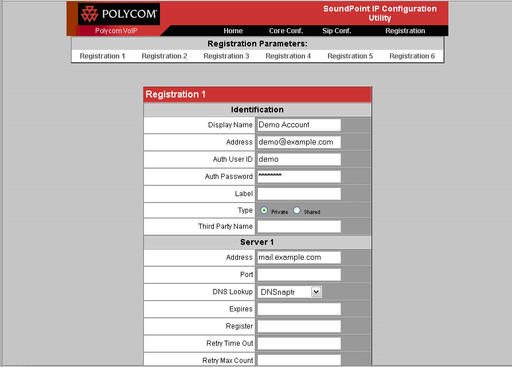 POLYCOM
SoundPoint IP Configuration
Utility
Polycom VoIP Home Core Conf. Sip Conf. Registration
Registration Parameters:
Registration 1 Registration 2 Registration 3 Registration 4 Registration 5 Registration 6
Registration 1
Identification
Display Name Demo Account
Address demo@example.com
Auth User ID demo
Auth Password ********
Label
Type Private Shared
Third Party Name
Server 1
Address mail.example.com
Port
DNS Lookup DNSnaptr
Expires
Register
Retry Time Out
Retry Max Count